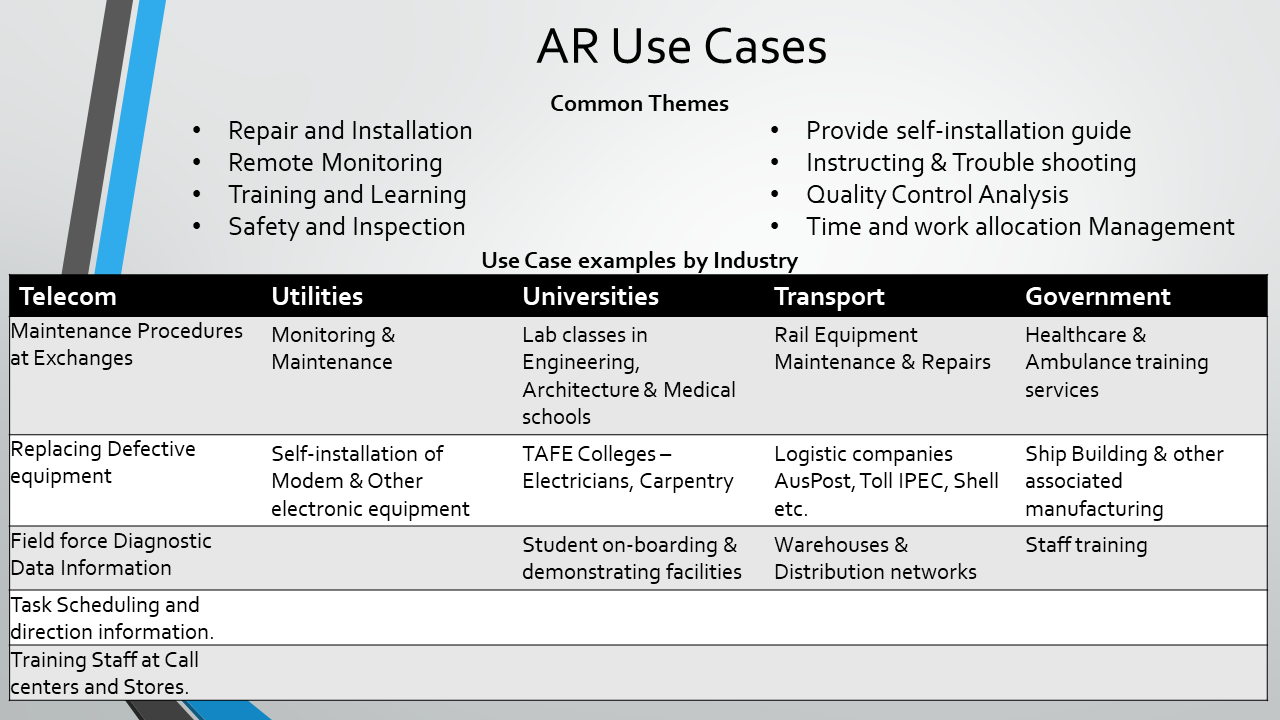 AR Use Cases
Common Themes
• Repair and Installation
• Remote Monitoring
• Training and Learning
• Safety and Inspection
• Provide self-installation guide
• Instructing & Trouble shooting
• Quality Control Analysis
• Time and work allocation Management
Use Case examples by Industry
Telecom Utilities Universities Transport Government
Maintenance Procedures
at Exchanges
Monitoring &
Maintenance
Lab classes in
Engineering,
Architecture & Medical
schools
Rail Equipment
Maintenance & Repairs
Healthcare &
Ambulance training
services
Replacing Defective
equipment
Self-installation of
Modem & Other
electronic equipment
TAFE Colleges –
Electricians, Carpentry
Logistic companies
AusPost, Toll IPEC, Shell
etc.
Ship Building & other
associated
manufacturing
Field force Diagnostic
Data Information
Student on-boarding &
demonstrating facilities
Warehouses &
Distribution networks
Staff training
Task Scheduling and
direction information.
Training Staff at Call
centers and Stores.